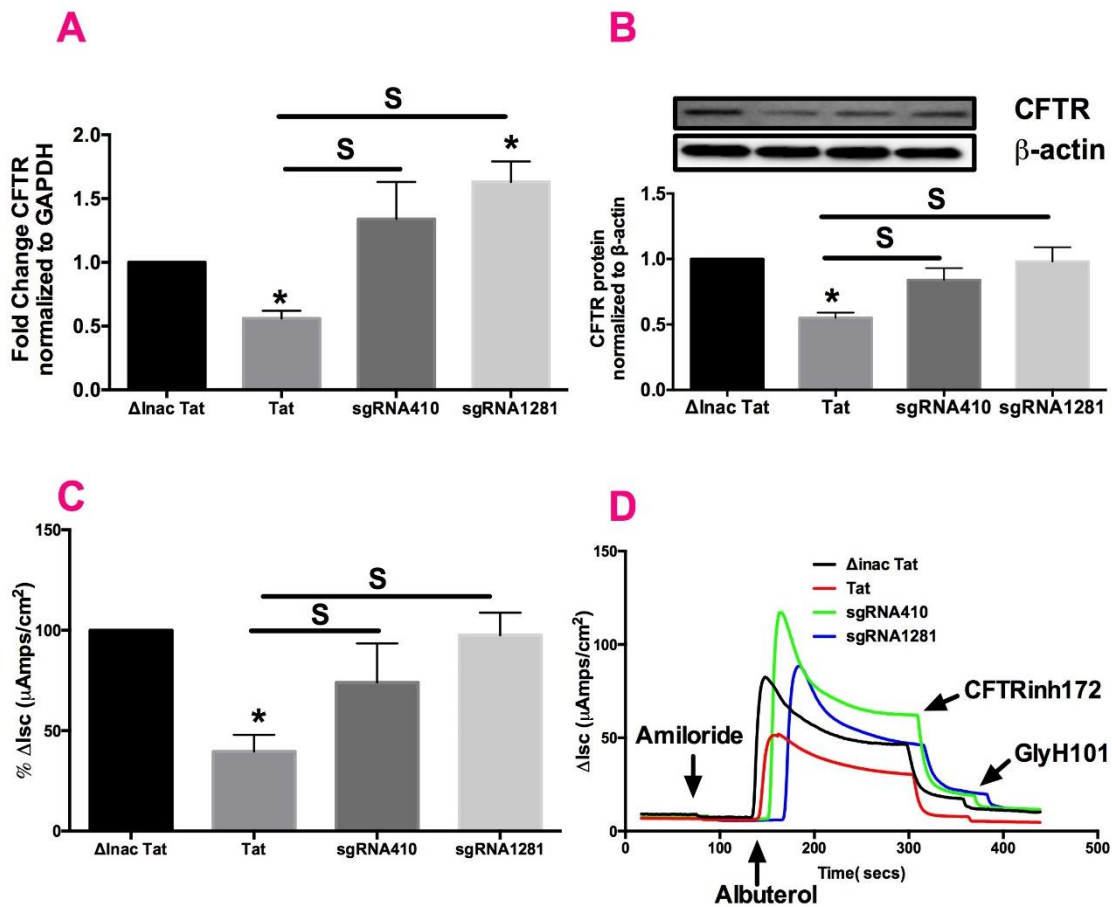 A
S
S
*
*
Fold Change CFTR
normalized to GAPDH
2.0
1.5
1.0
0.5
0.0
ΔInac Tat
Tat
sgRNA410
sgRNA1281
B
CFTR
β-actin
S
S
*
CFTR protein
normalized to β-actin
1.5
1.0
0.5
0.0
ΔInac Tat
Tat
sgRNA410
sgRNA1281
C
S
S
*
% ΔIsc (μAmps/cm²)
150
100
50
0
ΔInac Tat
Tat
sgRNA410
sgRNA1281
D
Δinac Tat
Tat
sgRNA410
sgRNA1281
CFTRinh172
GlyH101
Amiloride
Albuterol
ΔIsc (μAmps/cm²)
150
100
50
0
100
200
300
400
500
Time( secs)